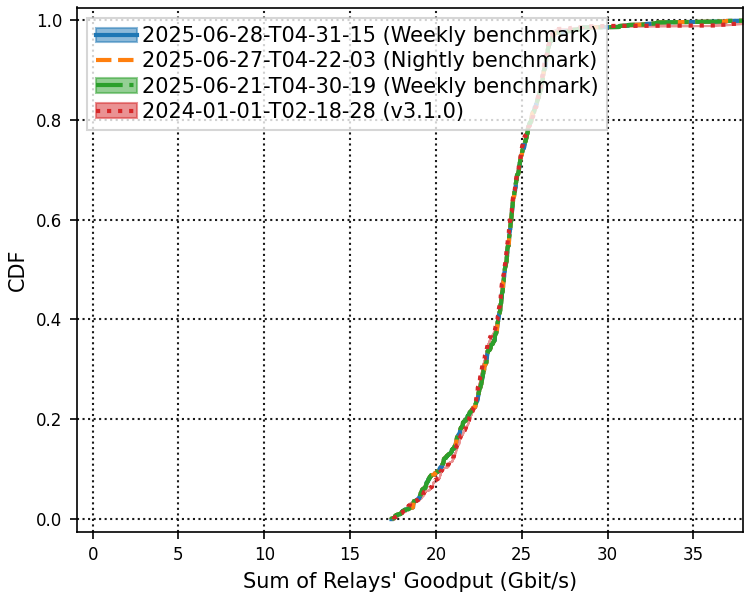 2025-06-28-T04-31-15 (Weekly benchmark)
2025-06-27-T04-22-03 (Nightly benchmark)
2025-06-21-T04-30-19 (Weekly benchmark)
2024-01-01-T02-18-28 (v3.1.0)
1.0
0.8
0.6
0.4
0.2
0.0
CDF
0 5 10 15 20 25 30 35
Sum of Relays' Goodput (Gbit/s)